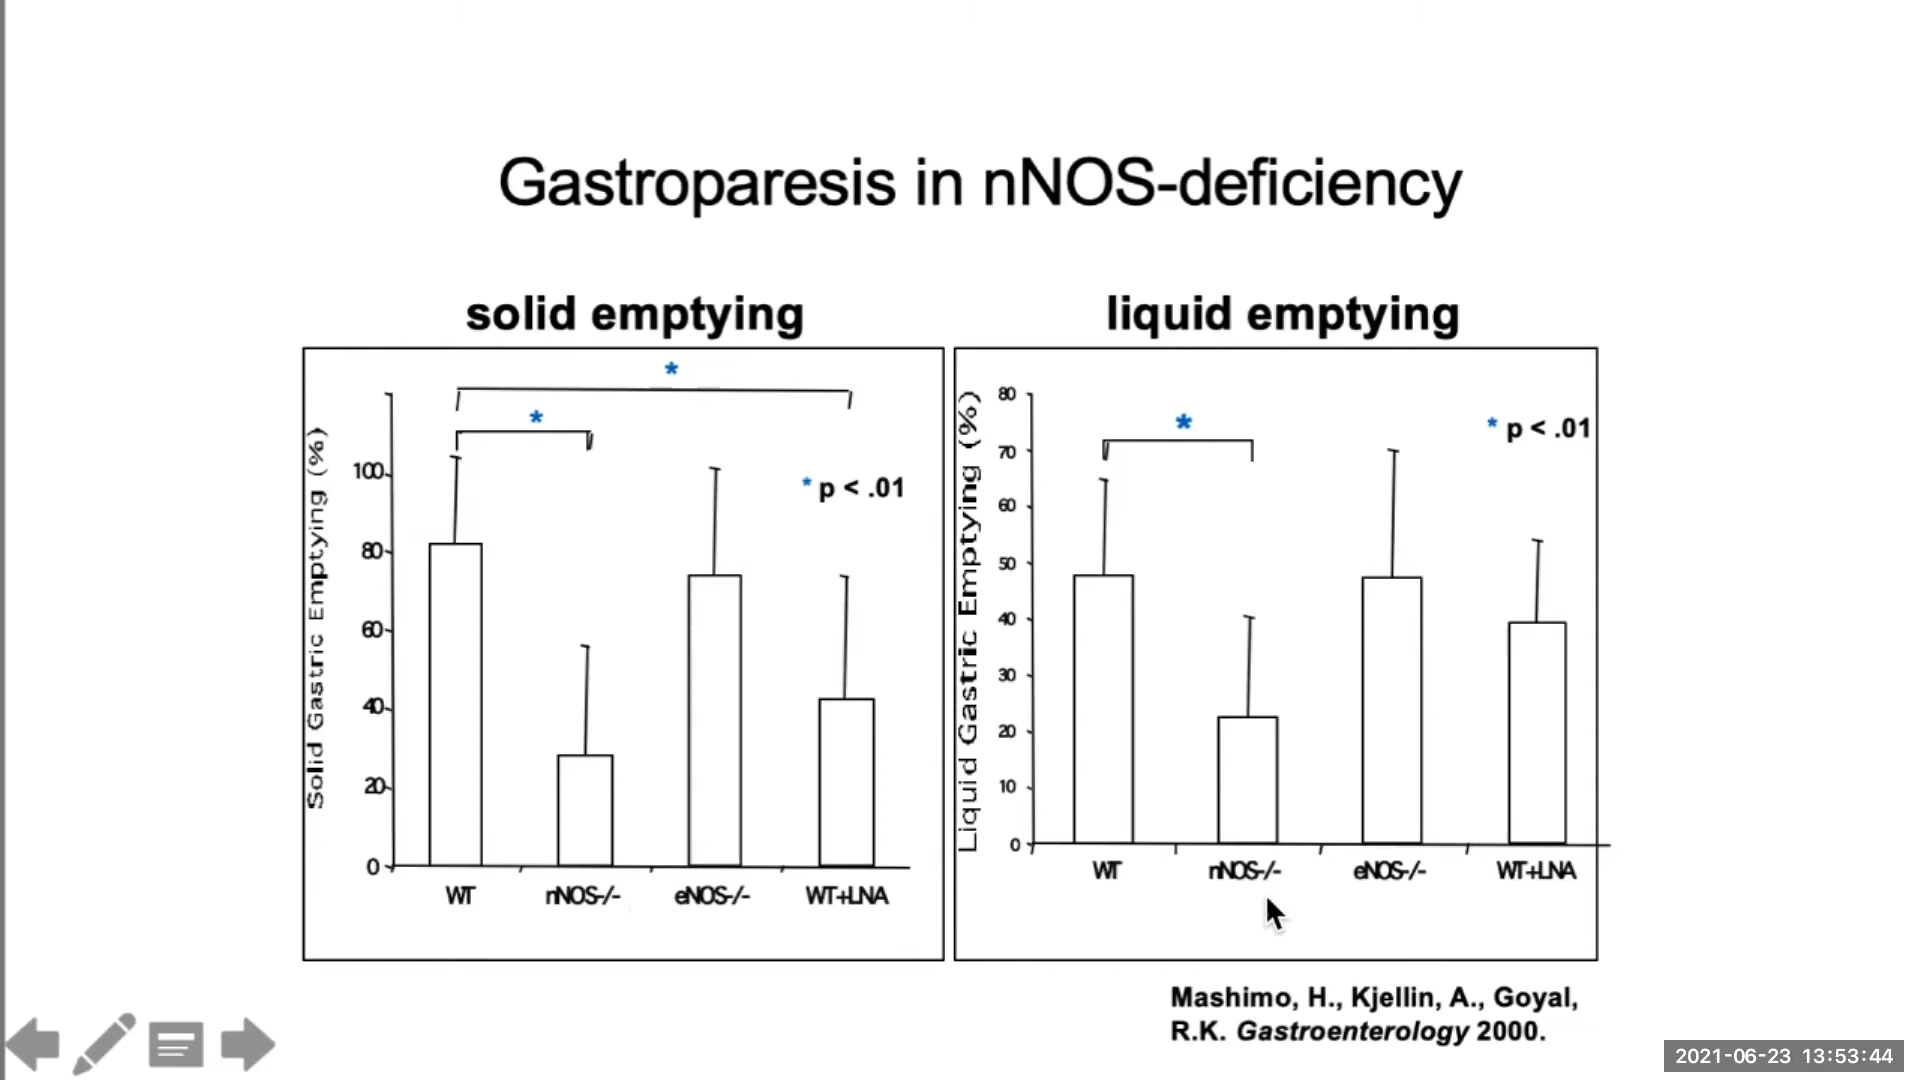 Gastroparesis in nNOS-deficiency
solid emptying
*
*
* p < .01
Solid Gastric Emptying (%)
100
80
60
40
20
0
WT nNOS-/- eNOS-/- WT+LNA
liquid emptying
*
* p < .01
Liquid Gastric Emptying (%)
80
70
60
50
40
30
20
10
0
WT nNOS-/- eNOS-/- WT+LNA
Mashimo, H., Kjellin, A., Goyal,
R.K. Gastroenterology 2000.
2021-06-23 13:53:44